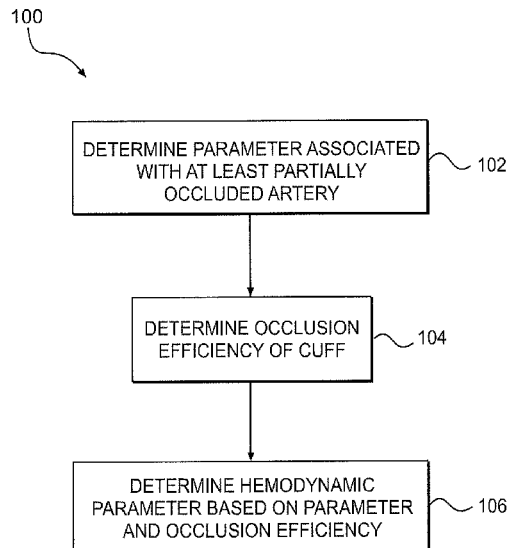 100
DETERMINE PARAMETER ASSOCIATED
WITH AT LEAST PARTIALLY
OCCLUDED ARTERY
102
DETERMINE OCCLUSION
EFFICIENCY OF CUFF
104
DETERMINE HEMODYNAMIC
PARAMETER BASED ON PARAMETER
AND OCCLUSION EFFICIENCY
106